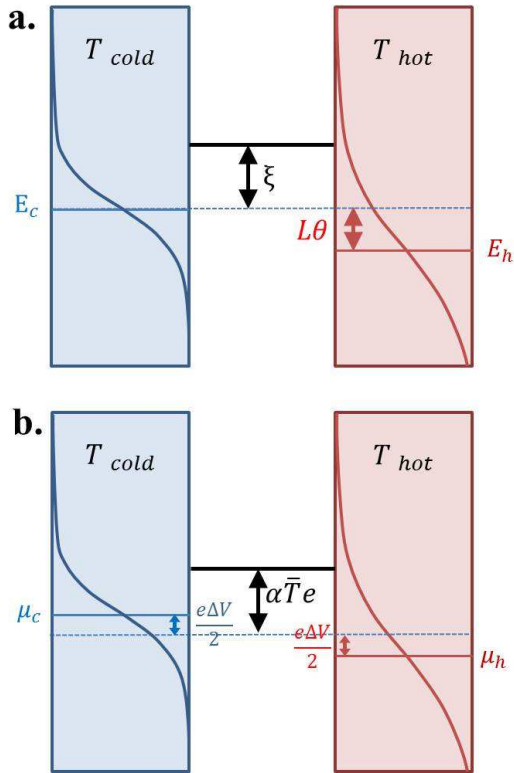 a.
T cold
T hot
ξ
E_c
Lθ
E_h
b.
T cold
T hot
αT̄e
μ_c
eΔV/2
eΔV/2
μ_h